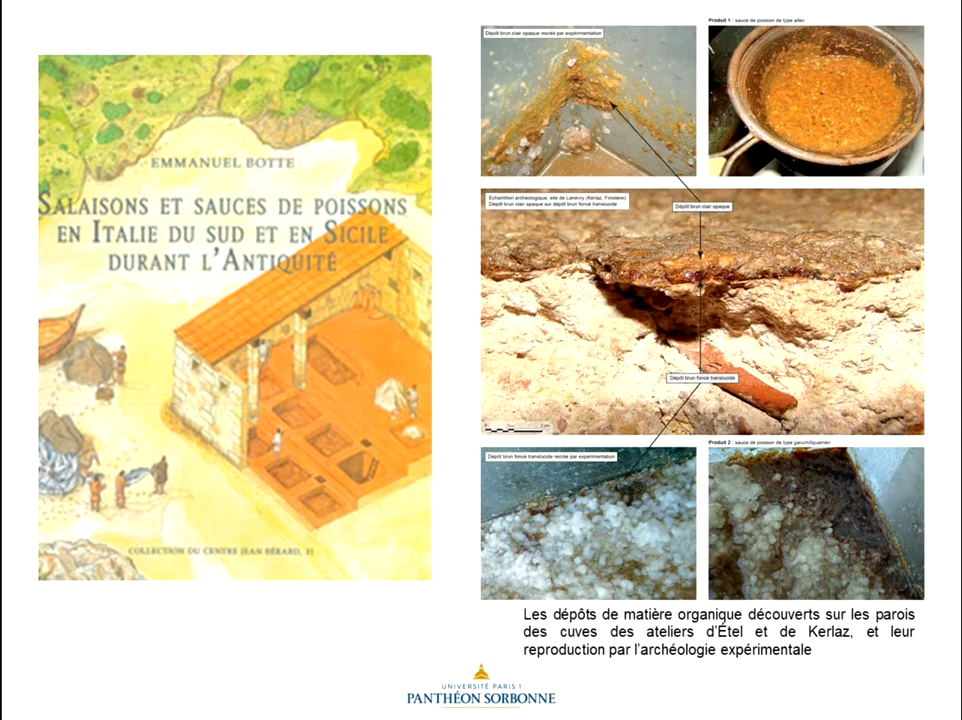 EMMANUEL BOTTE
SALAISONS ET SAUCES DE POISSONS
EN ITALIE DU SUD ET EN SICILE
DURANT L'ANTIQUITÉ
COLLECTION DU CENTRE JEAN BÉRARD, 31
Dépôt brun clair opaque recréé par expérimentation
Produit 1 : sauce de poisson de type allec
Echantillon archéologique, site de Lanévry (Kerlaz, Finistère)
Dépôt brun clair opaque sur dépôt brun foncé translucide
Dépôt brun clair opaque
Dépôt brun foncé translucide
Dépôt brun foncé translucide recréé par expérimentation
Produit 2 : sauce de poisson de type garum/liquamen
Les dépôts de matière organique découverts sur les parois
des cuves des ateliers d'Étel et de Kerlaz, et leur
reproduction par l'archéologie expérimentale
UNIVERSITÉ PARIS 1
PANTHÉON SORBONNE